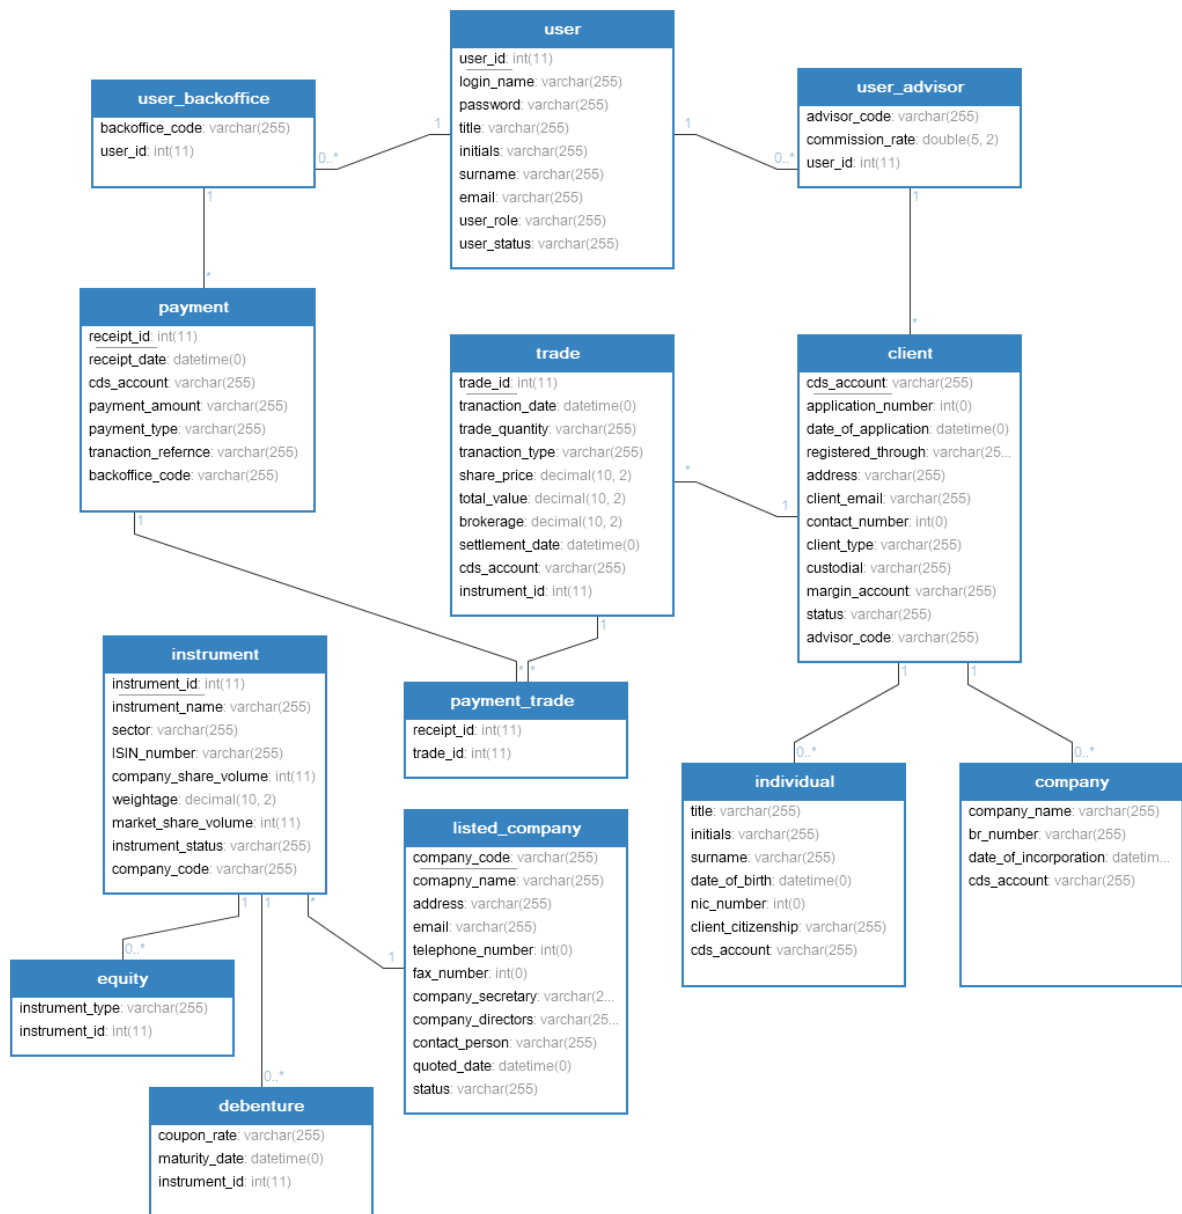 user
user_id: int(11)
login_name: varchar(255)
password: varchar(255)
title: varchar(255)
initials: varchar(255)
surname: varchar(255)
email: varchar(255)
user_role: varchar(255)
user_status: varchar(255)
user_backoffice
backoffice_code: varchar(255)
user_id: int(11)
user_advisor
advisor_code: varchar(255)
commission_rate: double(5, 2)
user_id: int(11)
1
0..*
1
0..*
1
*
1
*
payment
receipt_id: int(11)
receipt_date: datetime(0)
cds_account: varchar(255)
payment_amount: varchar(255)
payment_type: varchar(255)
tranaction_refernce: varchar(255)
backoffice_code: varchar(255)
trade
trade_id: int(11)
tranaction_date: datetime(0)
trade_quantity: varchar(255)
tranaction_type: varchar(255)
share_price: decimal(10, 2)
total_value: decimal(10, 2)
brokerage: decimal(10, 2)
settlement_date: datetime(0)
cds_account: varchar(255)
instrument_id: int(11)
client
cds_account: varchar(255)
application_number: int(0)
date_of_application: datetime(0)
registered_through: varchar(25...
address: varchar(255)
client_email: varchar(255)
contact_number: int(0)
client_type: varchar(255)
custodial: varchar(255)
margin_account: varchar(255)
status: varchar(255)
advisor_code: varchar(255)
*
1
1
1
*
*
1
1
0..*
0..*
instrument
instrument_id: int(11)
instrument_name: varchar(255)
sector: varchar(255)
ISIN_number: varchar(255)
company_share_volume: int(11)
weightage: decimal(10, 2)
market_share_volume: int(11)
instrument_status: varchar(255)
company_code: varchar(255)
payment_trade
receipt_id: int(11)
trade_id: int(11)
individual
title: varchar(255)
initials: varchar(255)
surname: varchar(255)
date_of_birth: datetime(0)
nic_number: int(0)
client_citizenship: varchar(255)
cds_account: varchar(255)
company
company_name: varchar(255)
br_number: varchar(255)
date_of_incorporation: datetim...
cds_account: varchar(255)
listed_company
company_code: varchar(255)
comapny_name: varchar(255)
address: varchar(255)
email: varchar(255)
telephone_number: int(0)
fax_number: int(0)
company_secretary: varchar(2...
company_directors: varchar(25...
contact_person: varchar(255)
quoted_date: datetime(0)
status: varchar(255)
1
1
*
1
0..*
0..*
equity
instrument_type: varchar(255)
instrument_id: int(11)
debenture
coupon_rate: varchar(255)
maturity_date: datetime(0)
instrument_id: int(11)